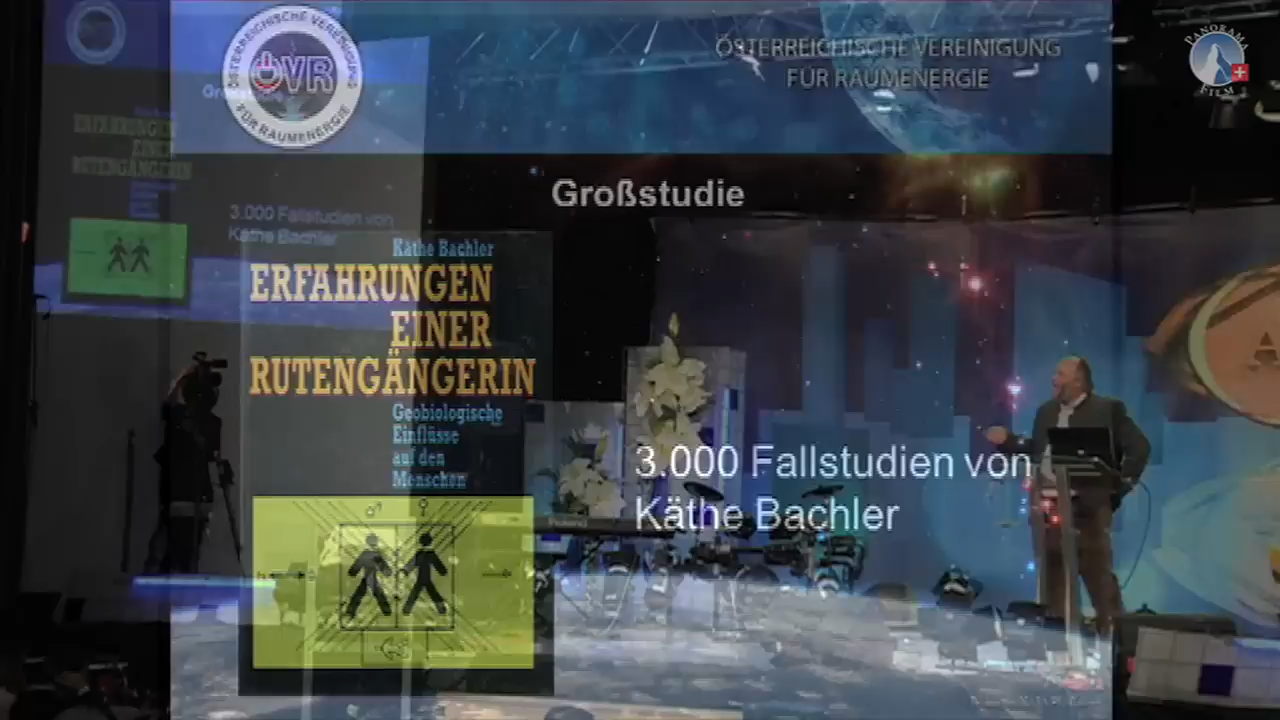 ÖSTERREICHISCHE VEREINIGUNG
FÜR RAUMENERGIE
ÖVR
ÖSTERREICHISCHE VEREINIGUNG
FÜR RAUMENERGIE
PANORAMA
FILM
Großstudie
Käthe Bachler
ERFAHRUNGEN
EINER
RUTENGÄNGERIN
Geobiologische
Einflüsse
auf den
Menschen
3.000 Fallstudien von
Käthe Bachler
ERFAHRUNGEN
EINER
RUTENGÄNGERIN
3.000 Fallstudien von
Käthe Bachler